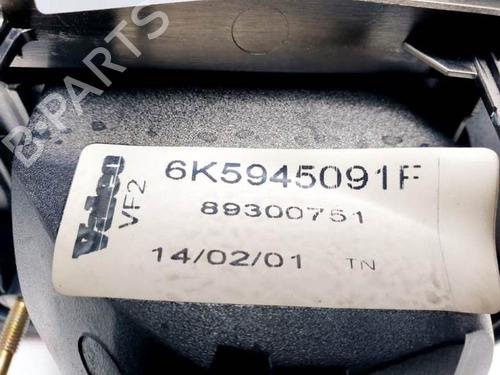 B-PARTS
Valeo
VF2
6K5945091F
89300751
14/02/01 TN